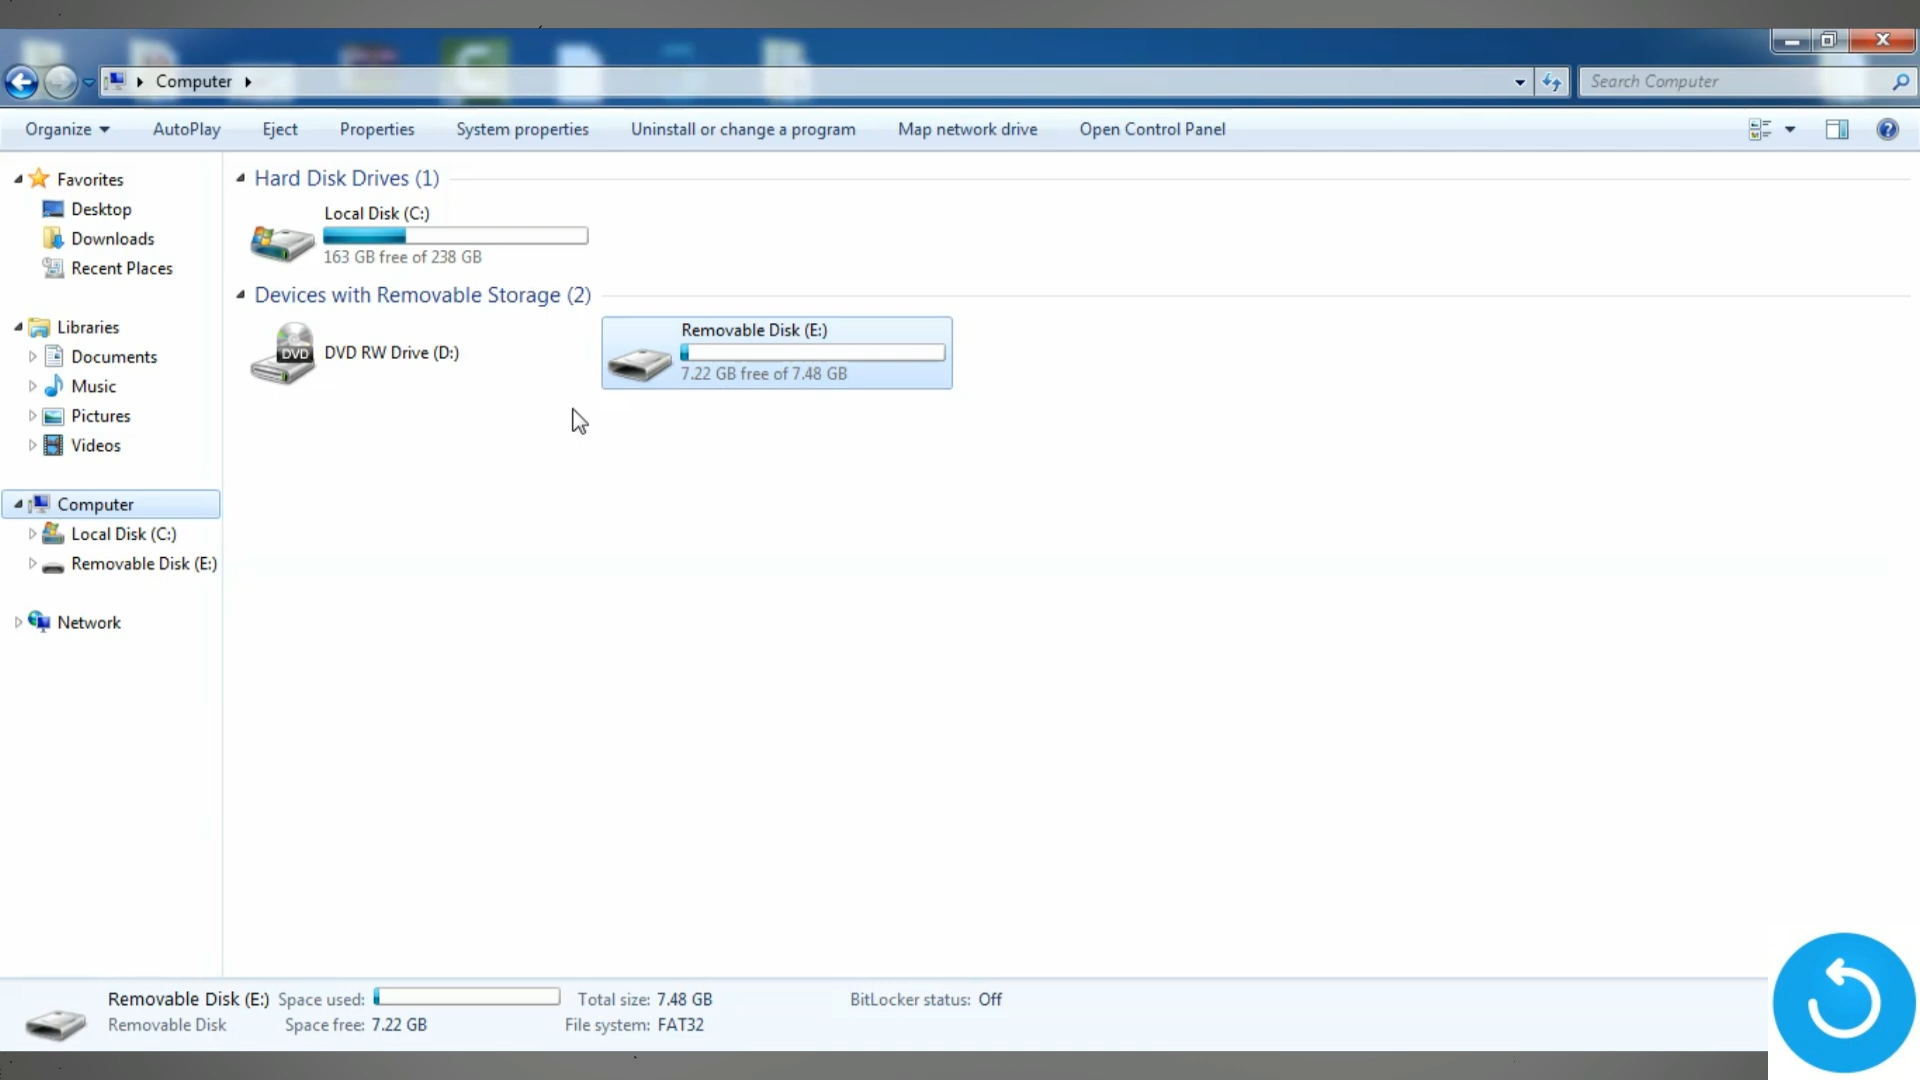 Computer
Search Computer
Organize AutoPlay Eject Properties System properties Uninstall or change a program Map network drive Open Control Panel
Favorites
Desktop
Downloads
Recent Places
Libraries
Documents
Music
Pictures
Videos
Computer
Local Disk (C:)
Removable Disk (E:)
Network
Hard Disk Drives (1)
Local Disk (C:)
163 GB free of 238 GB
Devices with Removable Storage (2)
DVD
DVD RW Drive (D:)
Removable Disk (E:)
7.22 GB free of 7.48 GB
Removable Disk (E:) Space used: Total size: 7.48 GB BitLocker status: Off
Removable Disk Space free: 7.22 GB File system: FAT32